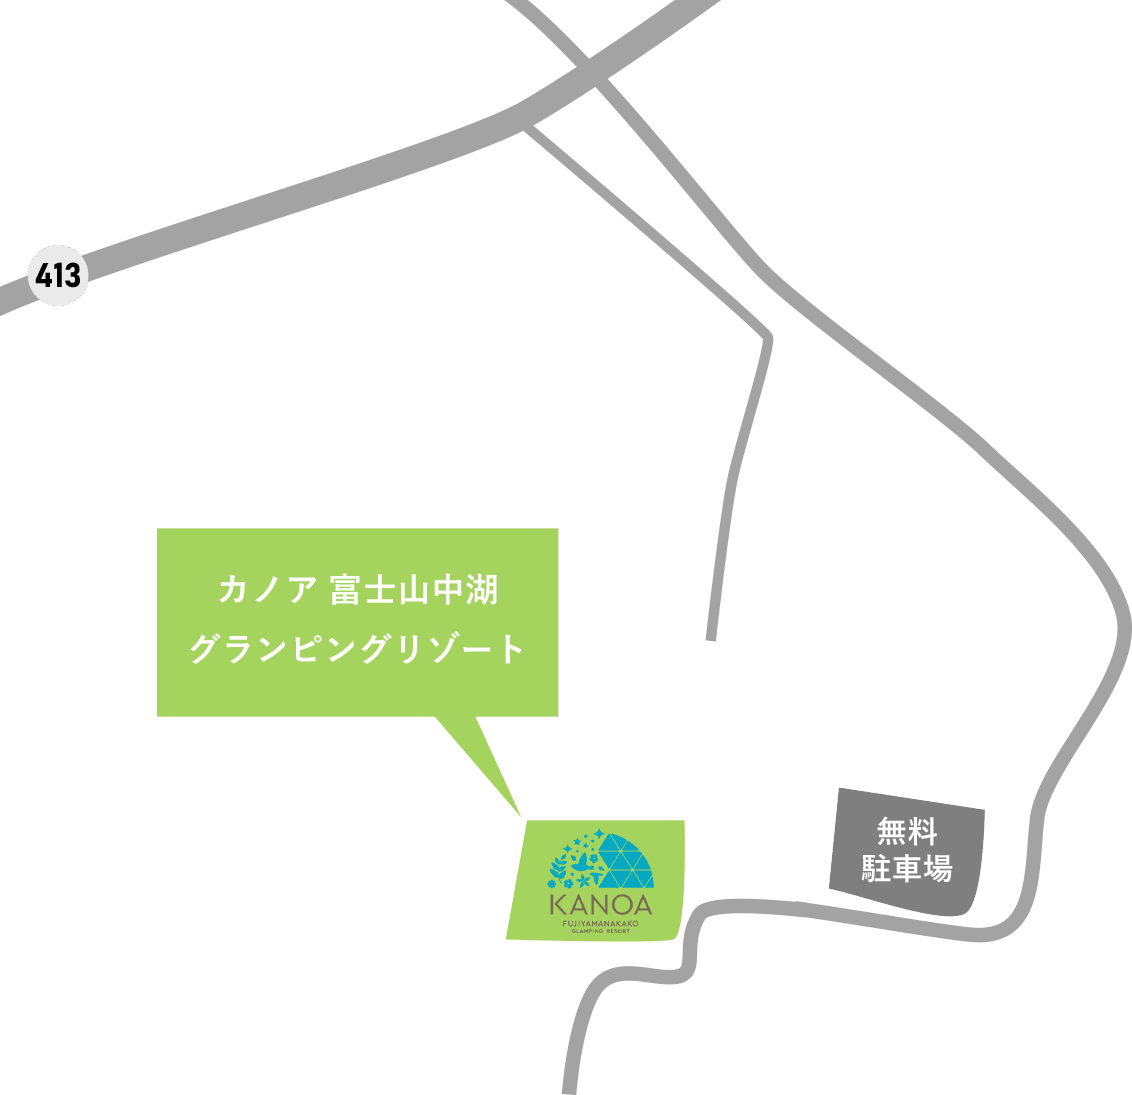 413
カノア 富士山中湖
グランピングリゾート
無料
駐車場
KANOA
FUJIYAMANAKAKO
GLAMPING RESORT